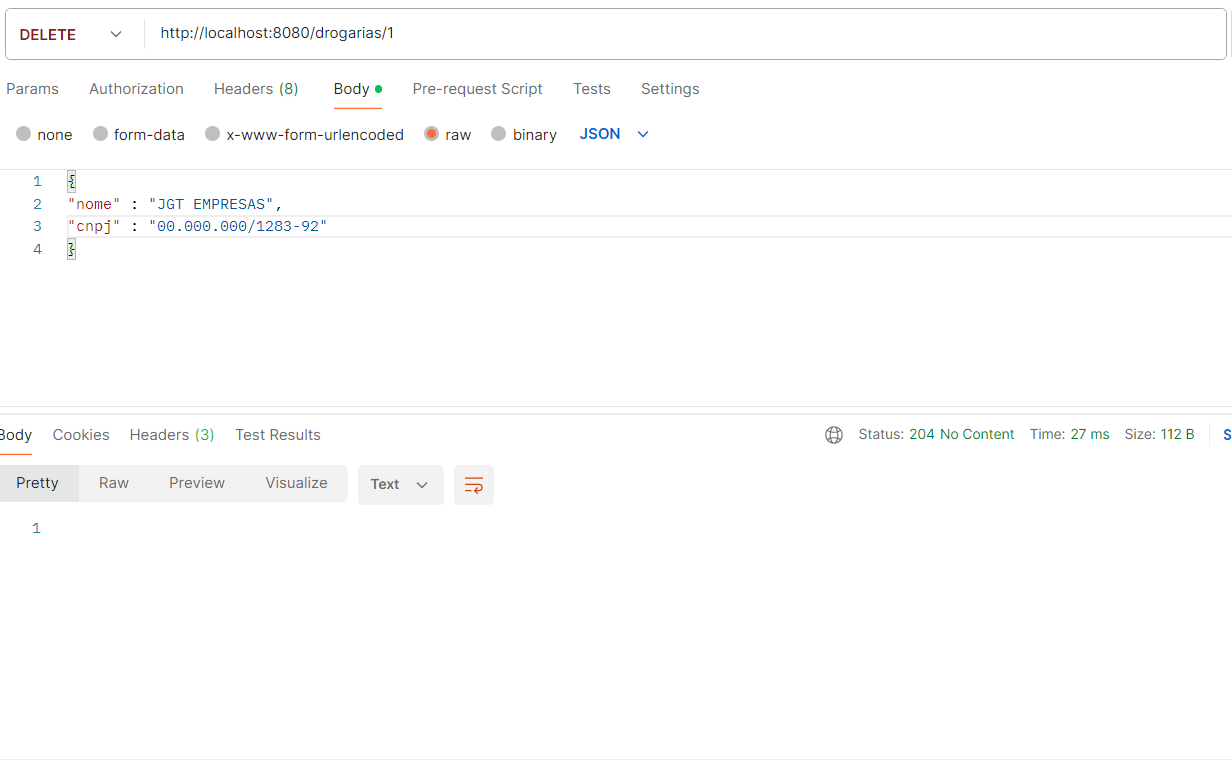 DELETE http://localhost:8080/drogarias/1
Params Authorization Headers (8) Body Pre-request Script Tests Settings
none form-data x-www-form-urlencoded raw binary JSON
1 {
2 "nome" : "JGT EMPRESAS",
3 "cnpj" : "00.000.000/1283-92"
4 }
Body Cookies Headers (3) Test Results Status: 204 No Content Time: 27 ms Size: 112 B S
Pretty Raw Preview Visualize Text
1